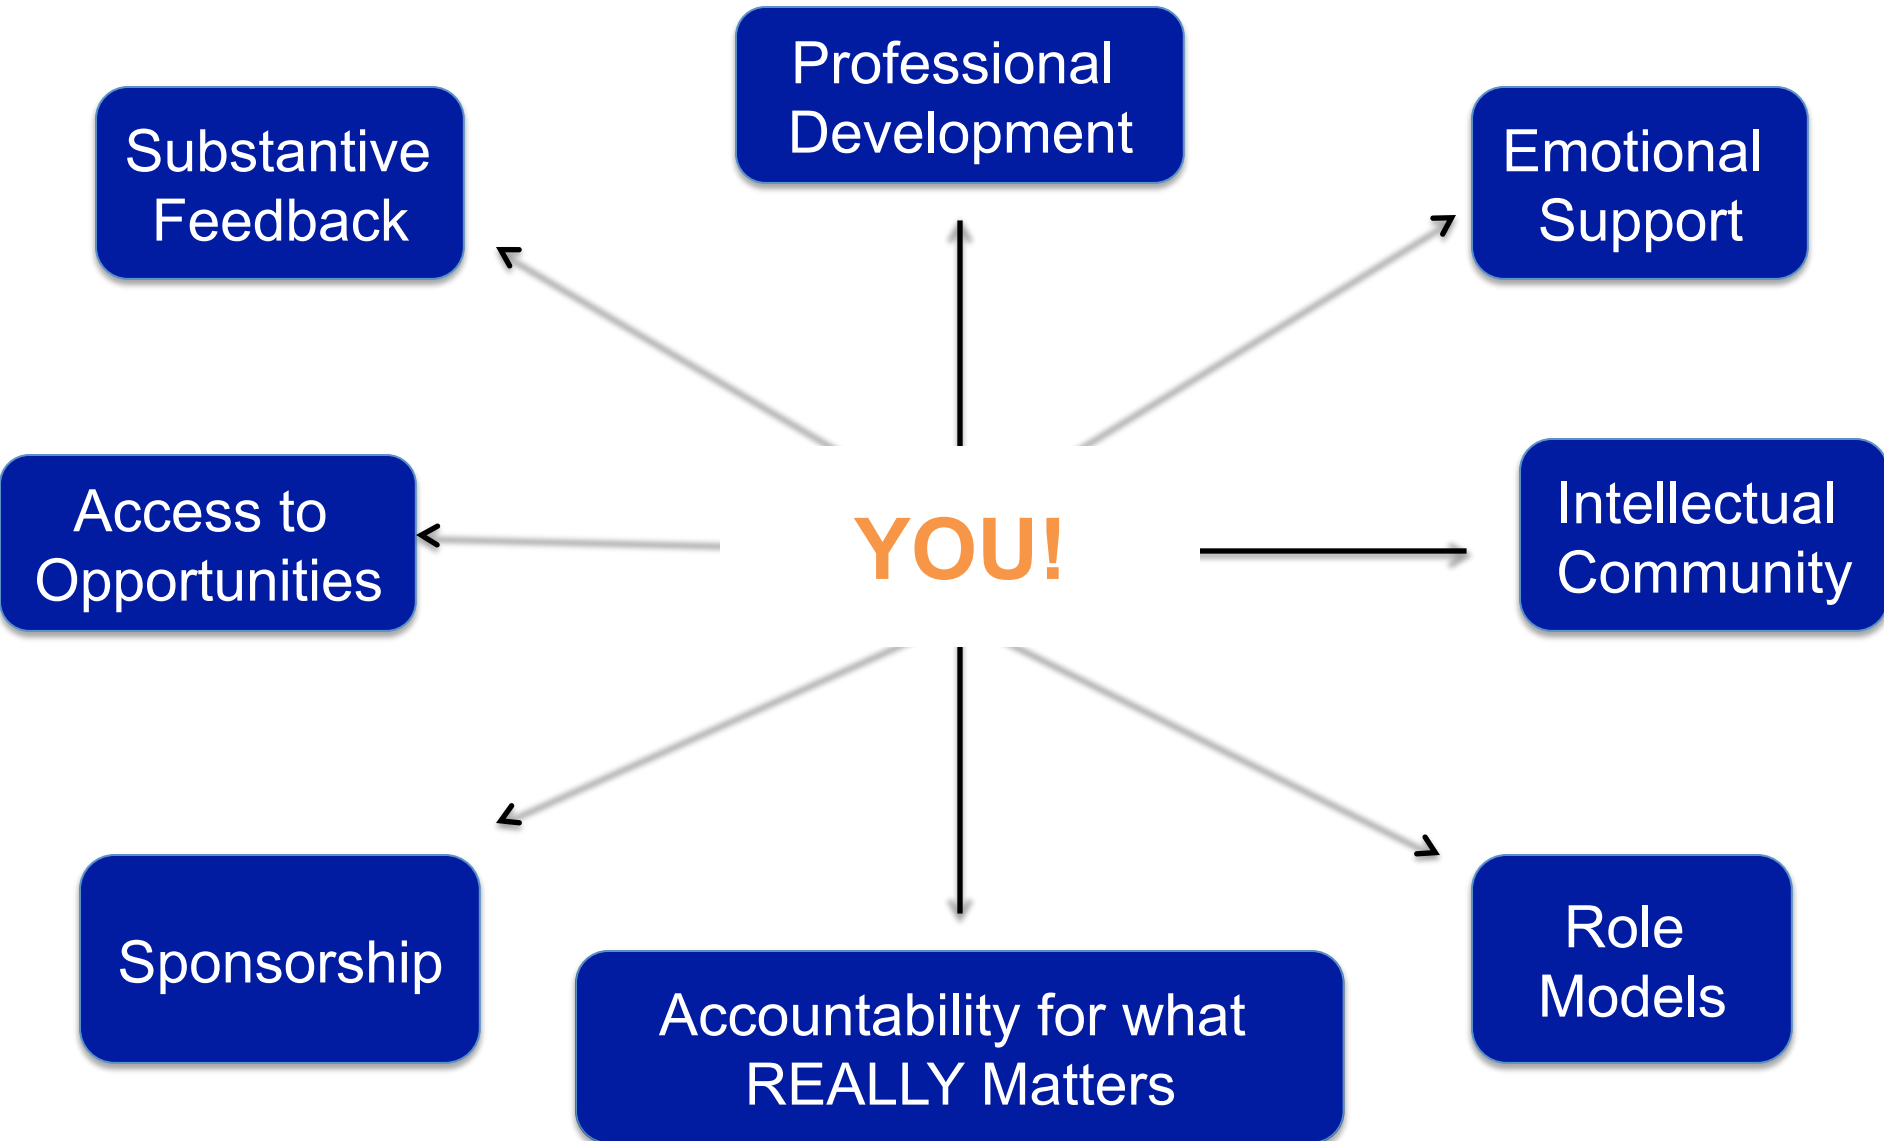 Professional
Development
Substantive
Feedback
Emotional
Support
Access to
Opportunities
YOU!
Intellectual
Community
Sponsorship
Accountability for what
REALLY Matters
Role
Models